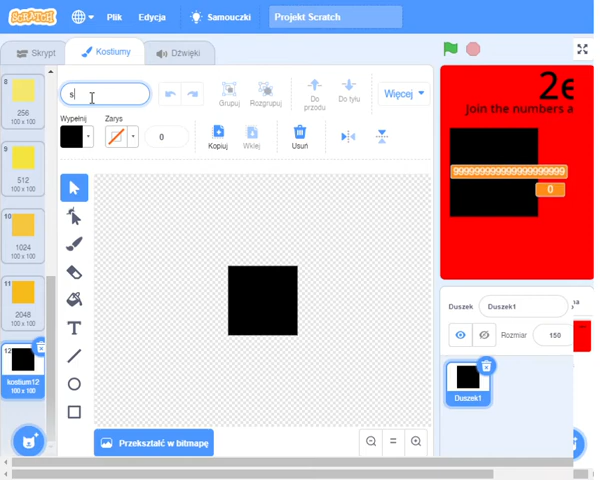 SCRATCH Plik Edycja Samouczki Projekt Scratch
Skrypt Kostiumy Dźwięki
8
256
100 x 100
9
512
100 x 100
10
1024
100 x 100
11
2048
100 x 100
12
kostium12
100 x 100
s
Grupuj Rozgrupuj Do przodu Do tyłu Więcej
Wypełnij Zarys
0
Kopiuj Wklej Usuń
T
Przekształć w bitmapę
2e
Join the numbers a
99999999999999999999
0
Duszek Duszek1
Rozmiar 150
Duszek1